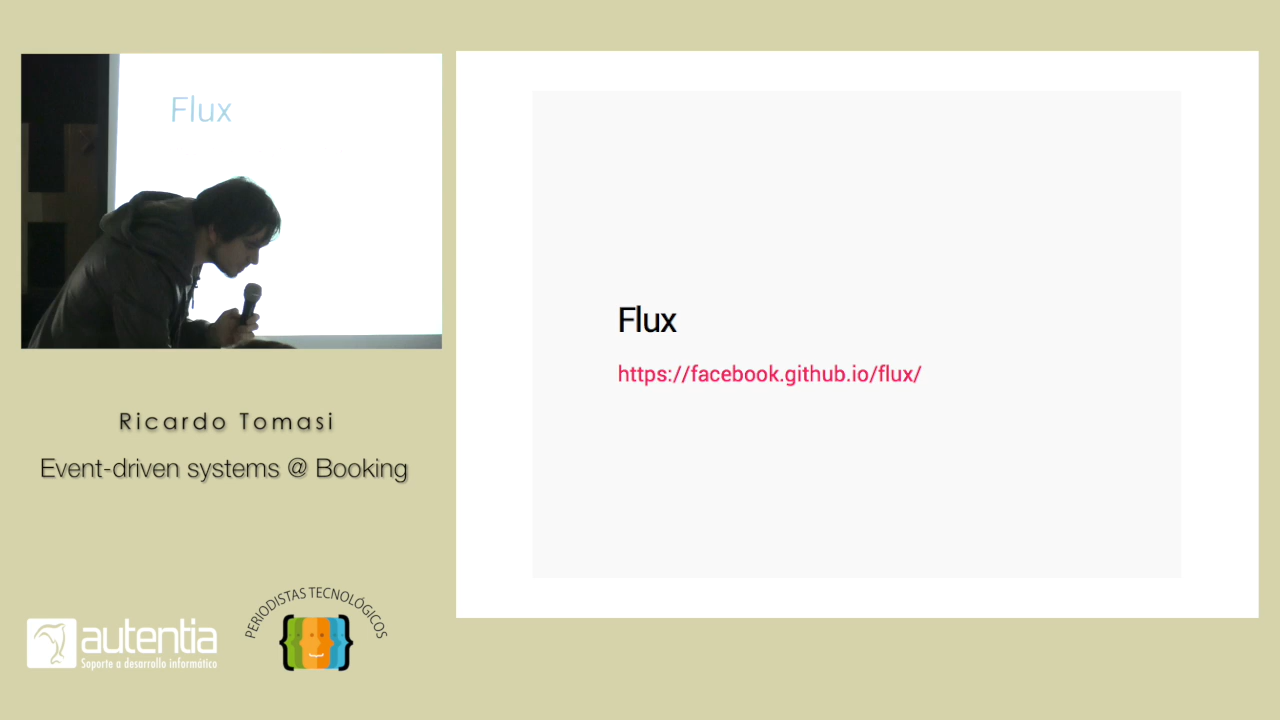 Flux
Flux
https://facebook.github.io/flux/
Ricardo Tomasi
Event-driven systems @ Booking
autentia
Soporte a desarrollo informático
PERIODISTAS TECNOLÓGICOS